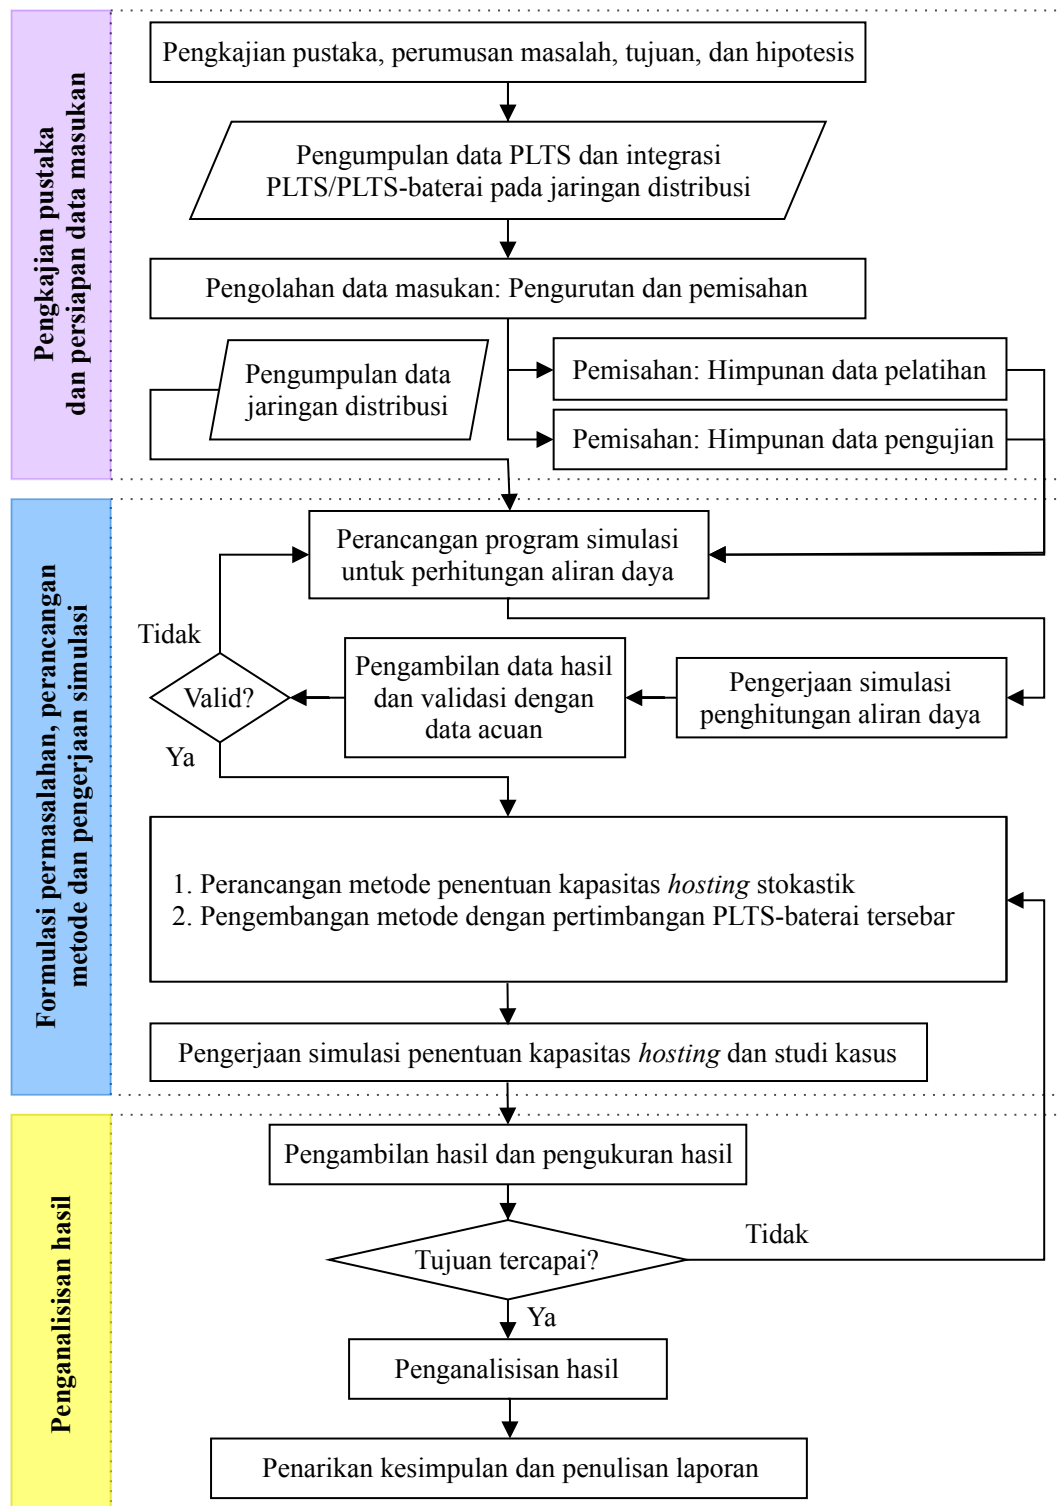 Pengkajian pustaka
dan persiapan data masukan
Pengkajian pustaka, perumusan masalah, tujuan, dan hipotesis
Pengumpulan data PLTS dan integrasi
PLTS/PLTS-baterai pada jaringan distribusi
Pengolahan data masukan: Pengurutan dan pemisahan
Pengumpulan data
jaringan distribusi
Pemisahan: Himpunan data pelatihan
Pemisahan: Himpunan data pengujian
Formulasi permasalahan, perancangan
metode dan pengerjaan simulasi
Perancangan program simulasi
untuk perhitungan aliran daya
Tidak
Valid?
Ya
Pengambilan data hasil
dan validasi dengan
data acuan
Pengerjaan simulasi
penghitungan aliran daya
1. Perancangan metode penentuan kapasitas hosting stokastik
2. Pengembangan metode dengan pertimbangan PLTS-baterai tersebar
Pengerjaan simulasi penentuan kapasitas hosting dan studi kasus
Penganalisisan hasil
Pengambilan hasil dan pengukuran hasil
Tujuan tercapai?
Tidak
Ya
Penganalisisan hasil
Penarikan kesimpulan dan penulisan laporan